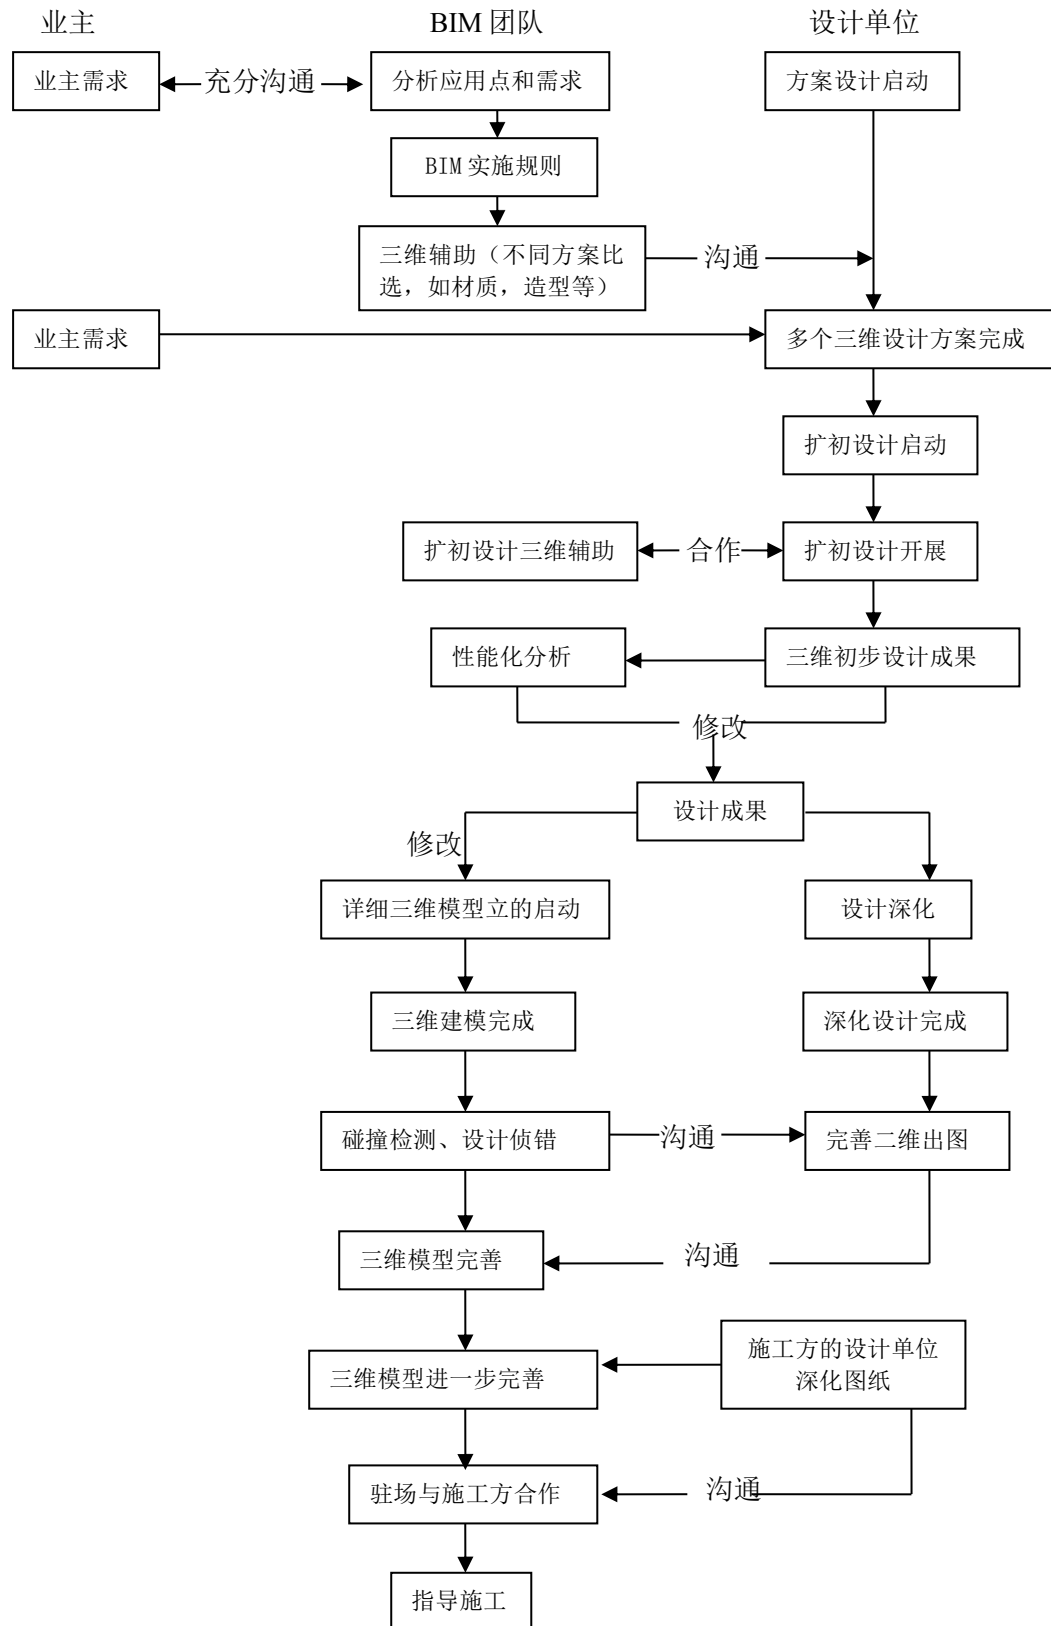 业主
BIM 团队
设计单位
业主需求
充分沟通
分析应用点和需求
方案设计启动
BIM 实施规则
三维辅助（不同方案比
选，如材质，造型等）
沟通
业主需求
多个三维设计方案完成
扩初设计启动
扩初设计三维辅助
合作
扩初设计开展
性能化分析
三维初步设计成果
修改
设计成果
修改
详细三维模型立的启动
设计深化
三维建模完成
深化设计完成
碰撞检测、设计侦错
沟通
完善二维出图
三维模型完善
沟通
施工方的设计单位
深化图纸
三维模型进一步完善
驻场与施工方合作
沟通
指导施工